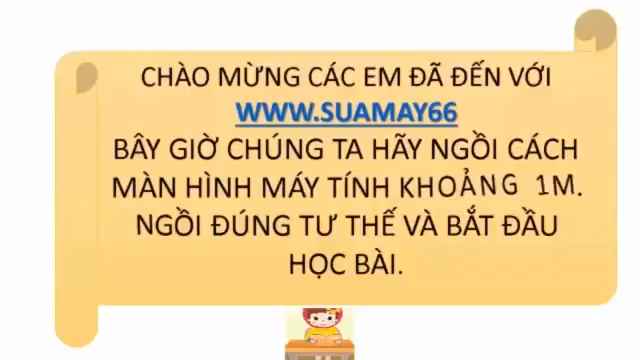 CHÀO MỪNG CÁC EM ĐÃ ĐẾN VỚI
WWW.SUAMAY66
BÂY GIỜ CHÚNG TA HÃY NGỒI CÁCH
MÀN HÌNH MÁY TÍNH KHOẢNG 1M.
NGỒI ĐÚNG TƯ THẾ VÀ BẮT ĐẦU
HỌC BÀI.